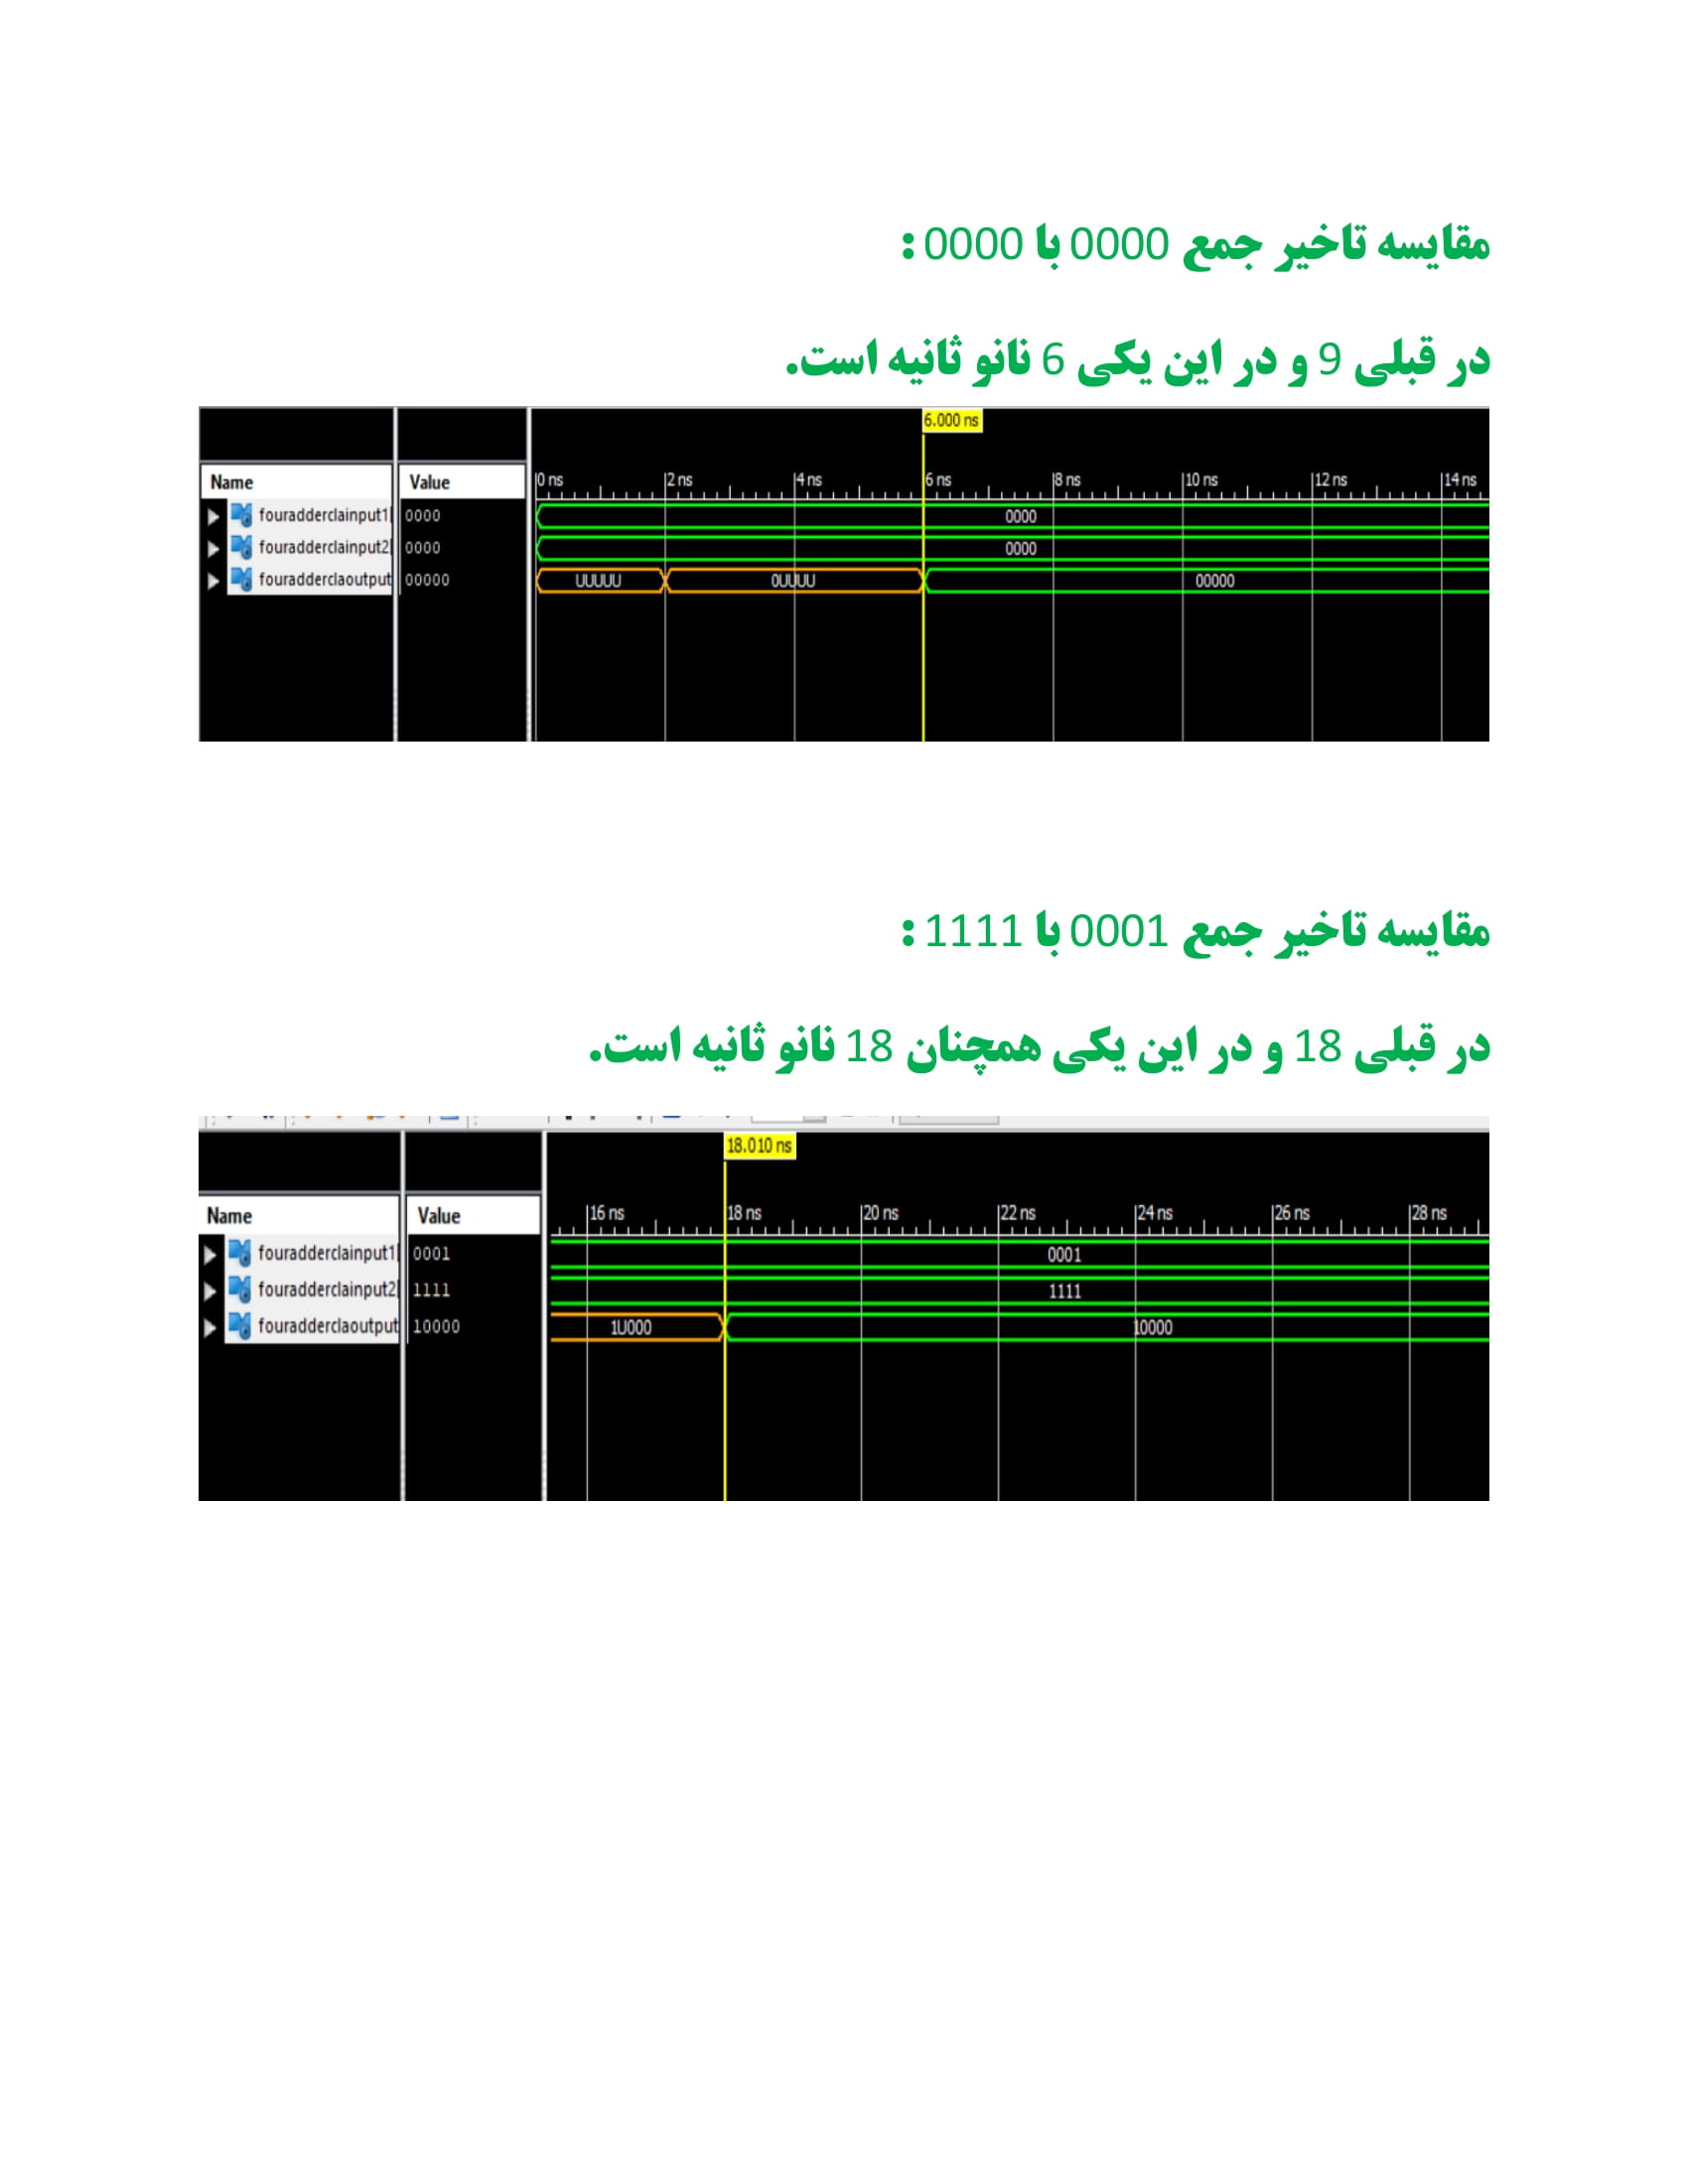 مقایسه تاخیر جمع 0000 با 0000 :
در قبلی 9 و در این یکی 6 نانو ثانیه است.
6.000 ns
Name Value 0 ns 2 ns 4 ns 6 ns 8 ns 10 ns 12 ns 14 ns
fouradderclainput1[ 0000 0000
fouradderclainput2[ 0000 0000
fouradderclaoutput 00000 UUUUU 0UUUU 00000
مقایسه تاخیر جمع 0001 با 1111 :
در قبلی 18 و در این یکی همچنان 18 نانو ثانیه است.
18.010 ns
Name Value 16 ns 18 ns 20 ns 22 ns 24 ns 26 ns 28 ns
fouradderclainput1[ 0001 0001
fouradderclainput2[ 1111 1111
fouradderclaoutput 10000 1U000 10000